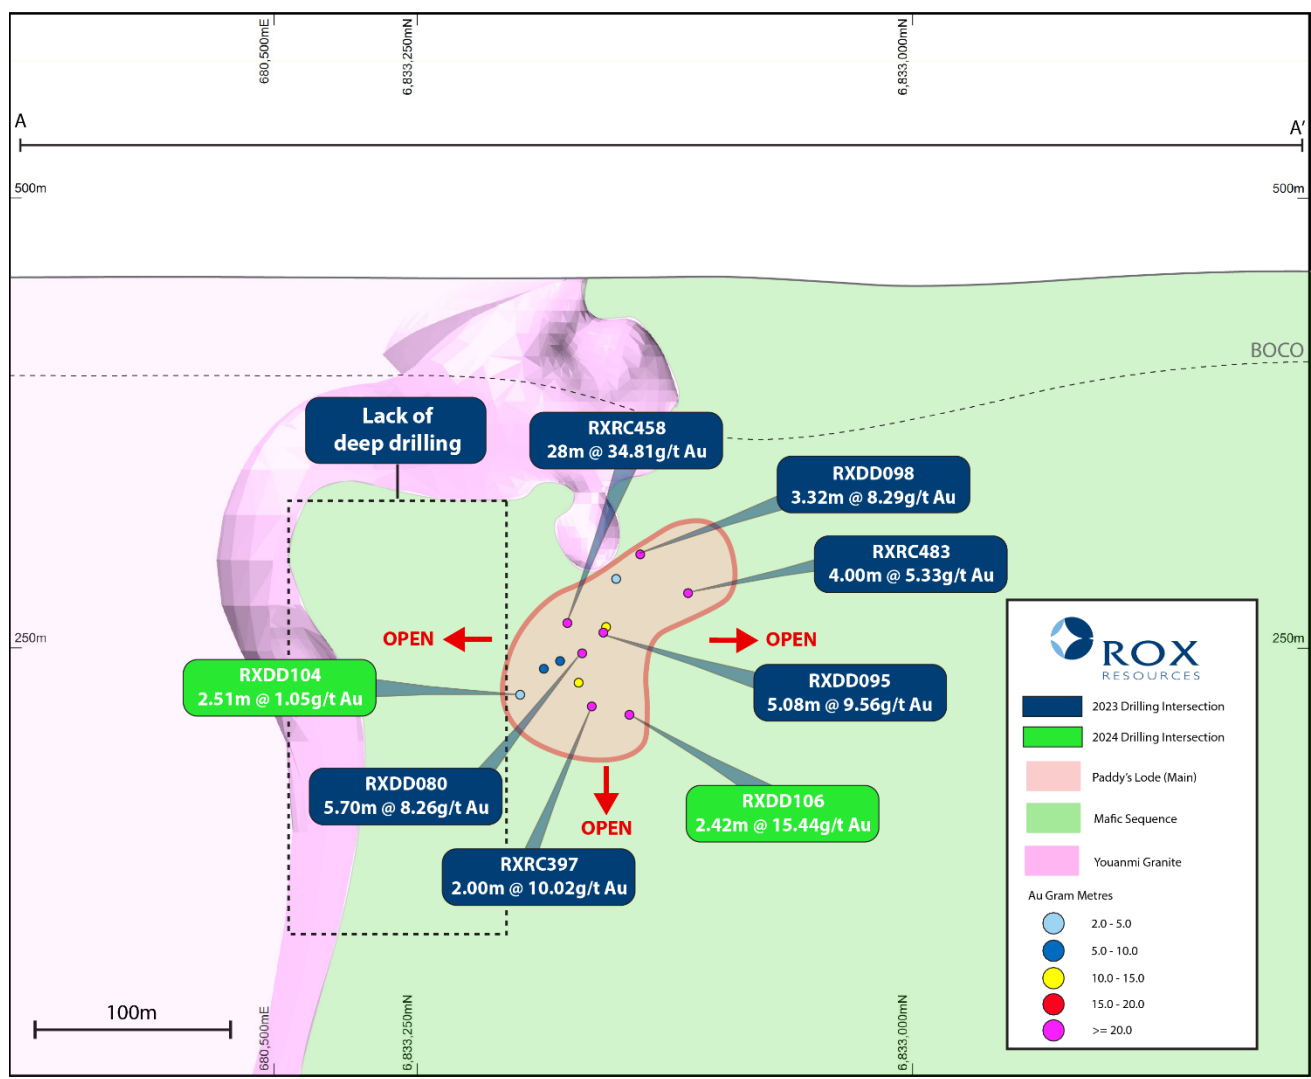 680,500mE
6,833,250mN
6,833,000mN
A
A'
500m
500m
BOCO
Lack of
deep drilling
RXRC458
28m @ 34.81g/t Au
RXDD098
3.32m @ 8.29g/t Au
RXRC483
4.00m @ 5.33g/t Au
250m
250m
OPEN
OPEN
RXDD104
2.51m @ 1.05g/t Au
RXDD095
5.08m @ 9.56g/t Au
RXDD080
5.70m @ 8.26g/t Au
RXDD106
2.42m @ 15.44g/t Au
OPEN
RXRC397
2.00m @ 10.02g/t Au
ROX
RESOURCES
2023 Drilling Intersection
2024 Drilling Intersection
Paddy's Lode (Main)
Mafic Sequence
Youanmi Granite
Au Gram Metres
2.0 - 5.0
5.0 - 10.0
10.0 - 15.0
15.0 - 20.0
>= 20.0
100m
680,500mE
6,833,250mN
6,833,000mN